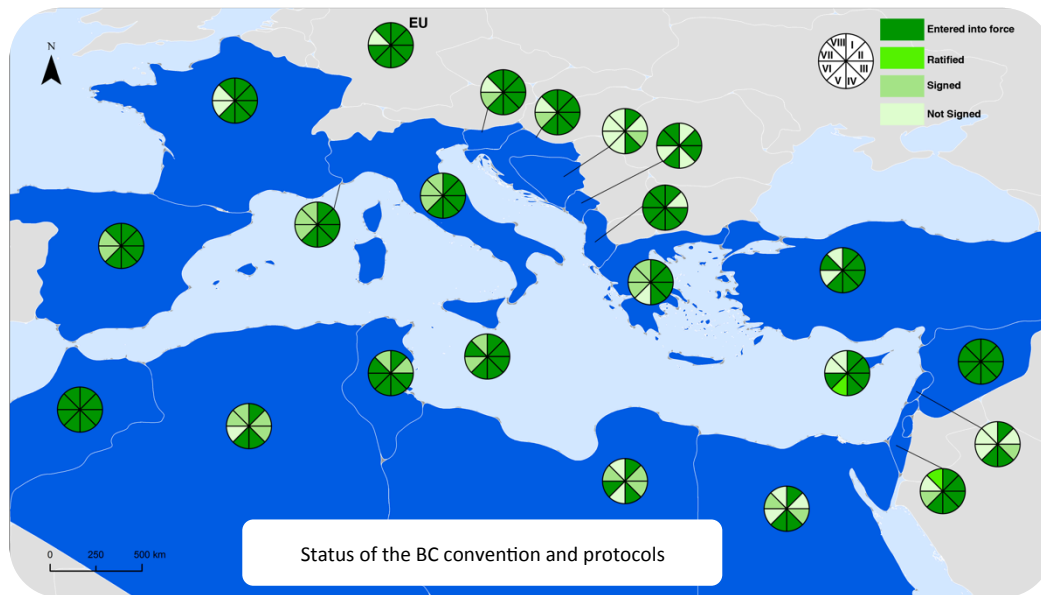 EU
N
VIII I
VII II
VI III
V IV
Entered into force
Ratified
Signed
Not Signed
Status of the BC convention and protocols
0 250 500 km